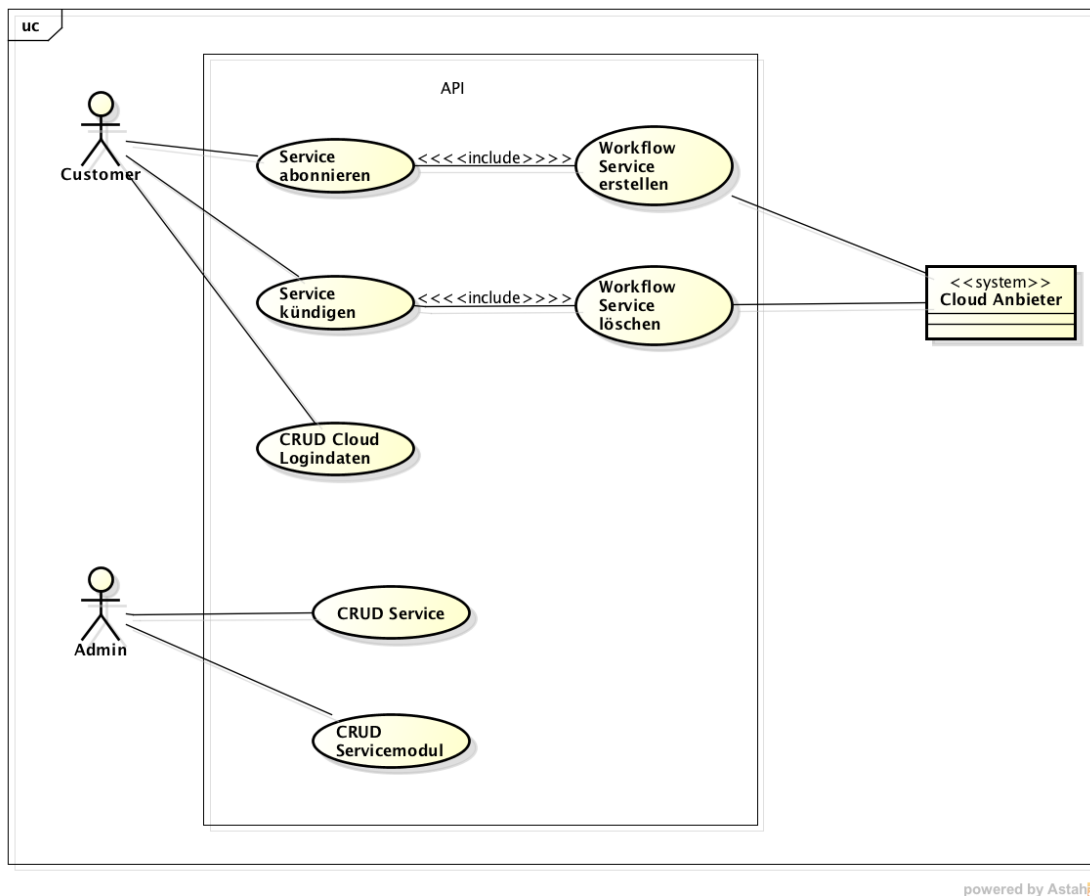 uc
API
Customer
Service
abonnieren
<<<<include>>>>
Workflow
Service
erstellen
Service
kündigen
<<<<include>>>>
Workflow
Service
löschen
<<system>>
Cloud Anbieter
CRUD Cloud
Logindaten
Admin
CRUD Service
CRUD
Servicemodul
powered by Astah